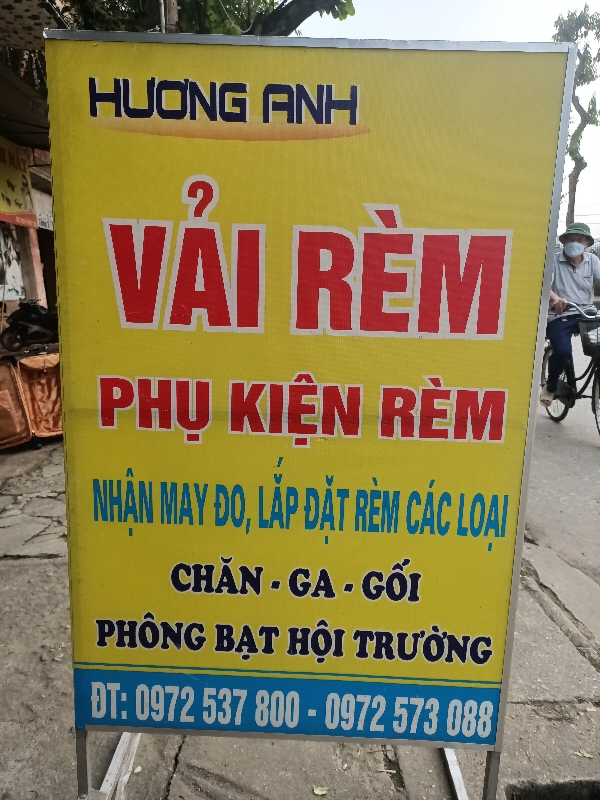 HƯƠNG ANH
VẢI RÈM
PHỤ KIỆN RÈM
NHẬN MAY ĐO, LẮP ĐẶT RÈM CÁC LOẠI
CHĂN - GA - GỐI
PHÔNG BẠT HỘI TRƯỜNG
ĐT: 0972 537 800 - 0972 573 088